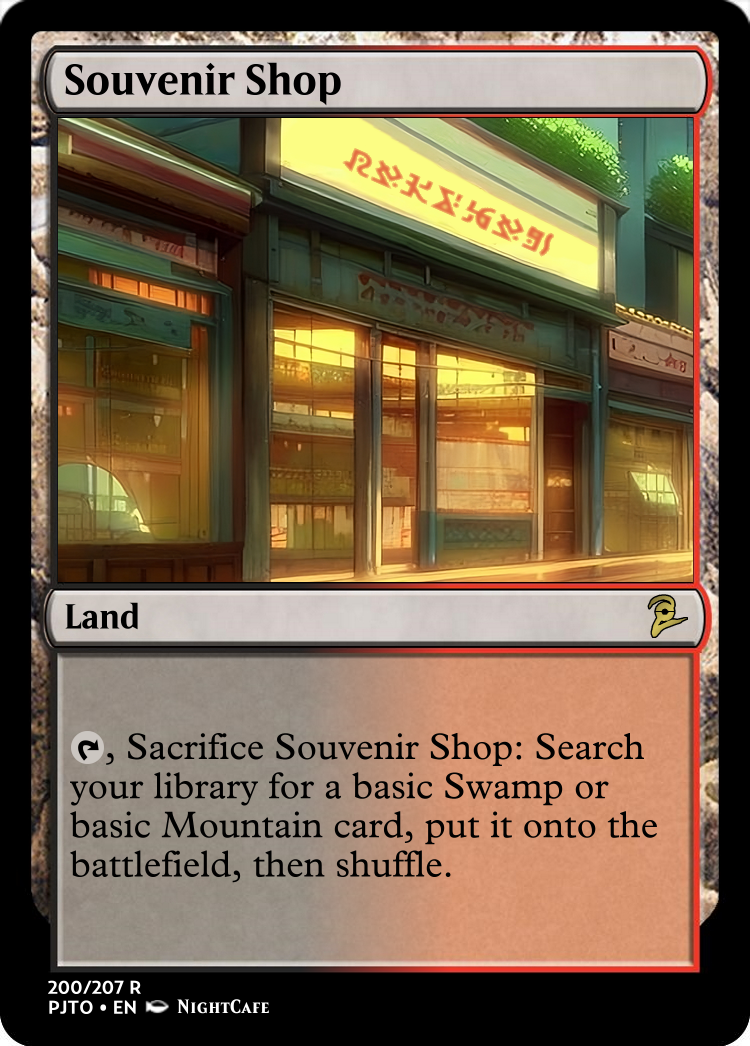 Souvenir Shop
Land
, Sacrifice Souvenir Shop: Search
your library for a basic Swamp or
basic Mountain card, put it onto the
battlefield, then shuffle.
200/207 R
PJTO • EN NightCafe